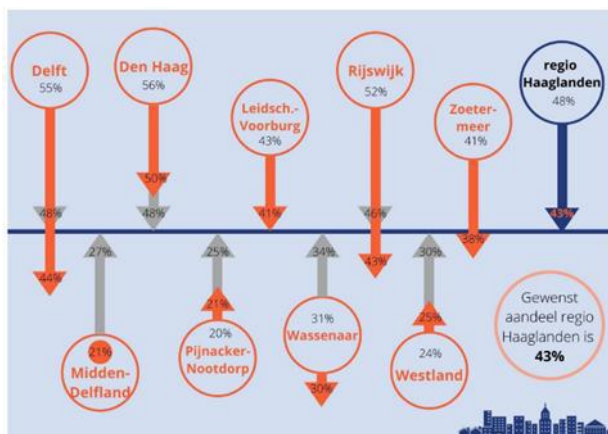 Delft
55%
48%
44%
Den Haag
56%
50%
48%
Leidsch.-
Voorburg
43%
41%
Rijswijk
52%
46%
43%
Zoeter-
meer
41%
38%
regio
Haaglanden
48%
43%
27%
21%
Midden-
Delfland
25%
21%
20%
Pijnacker-
Nootdorp
34%
31%
Wassenaar
30%
30%
25%
24%
Westland
Gewenst
aandeel regio
Haaglanden is
43%